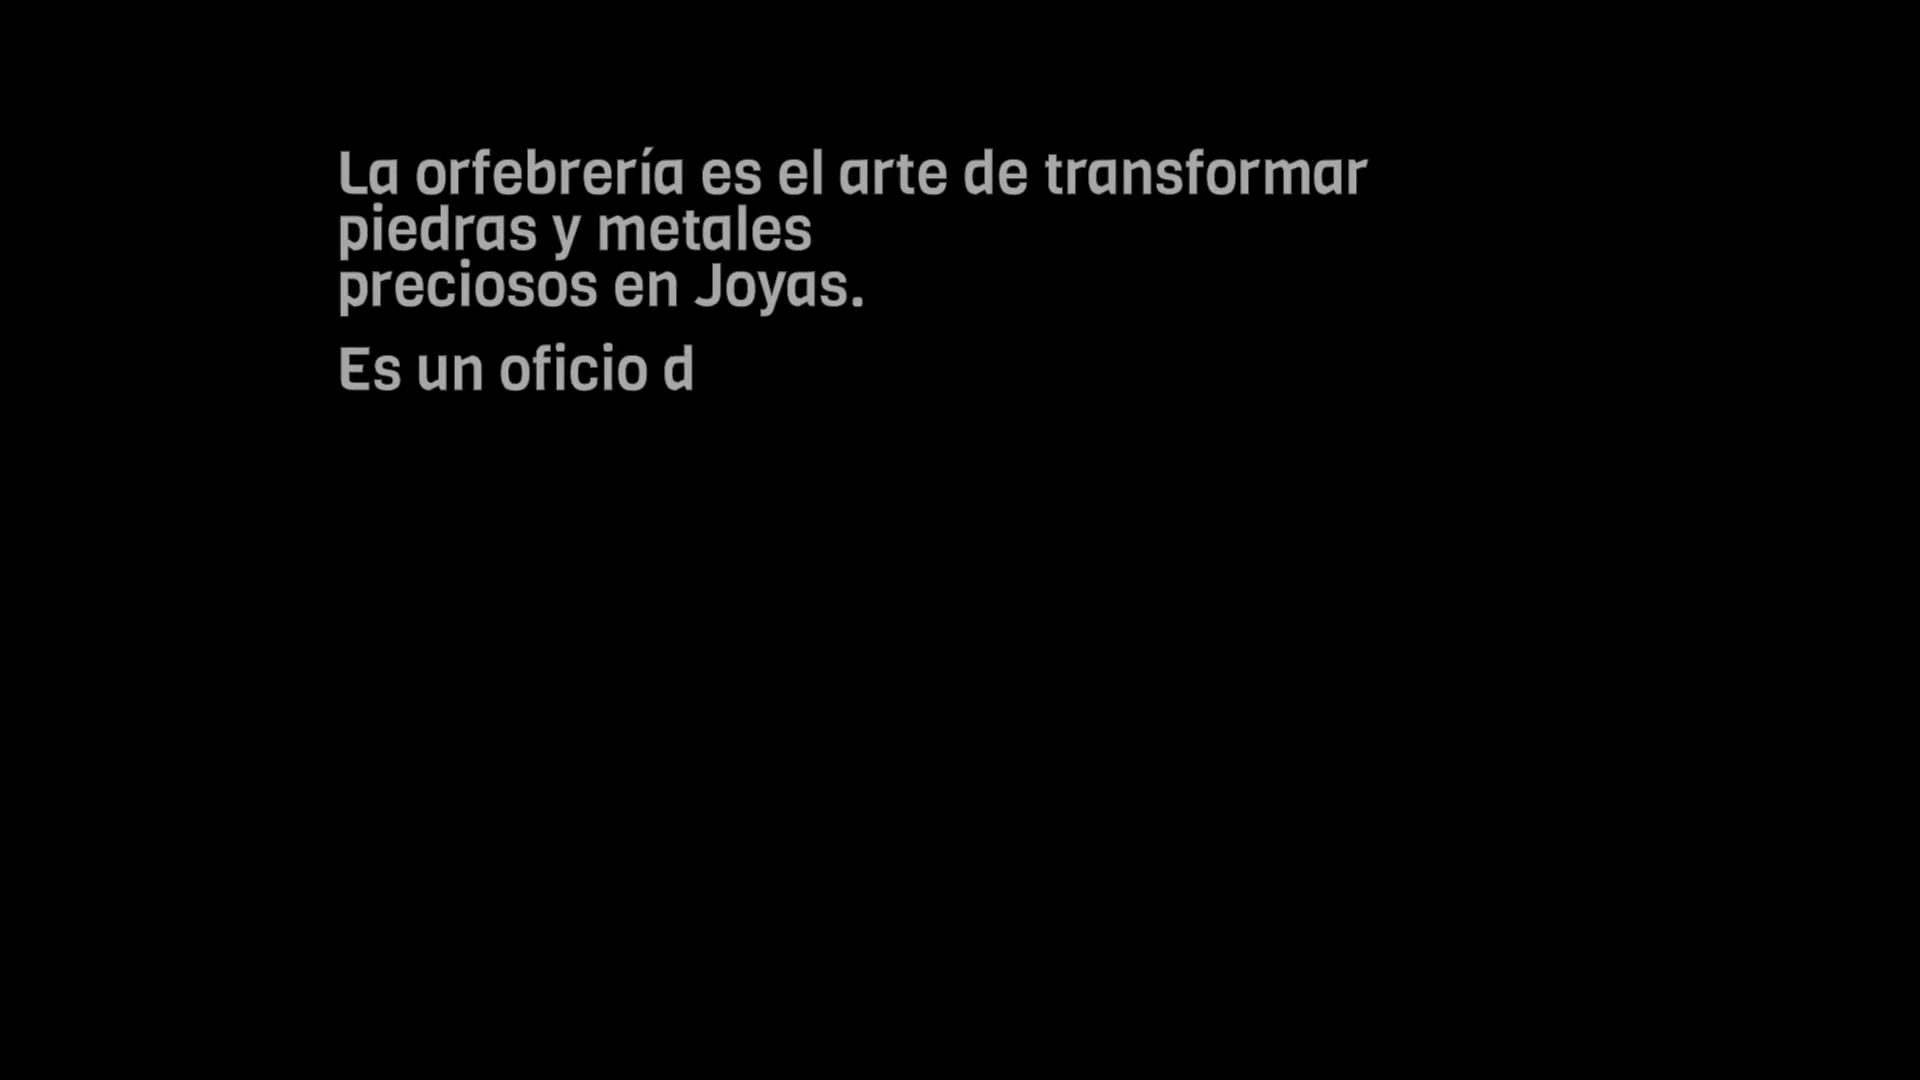 La orfebrería es el arte de transformar
piedras y metales
preciosos en Joyas.
Es un oficio d